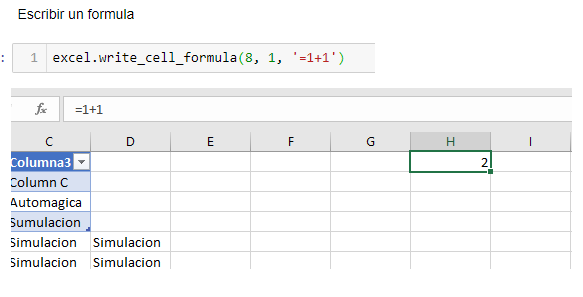 Escribir un formula
: 1 excel.write_cell_formula(8, 1, '=1+1')
fx =1+1
C D E F G H I
Columna3 2
Column C
Automagica
Sumulacion
Simulacion Simulacion
Simulacion Simulacion